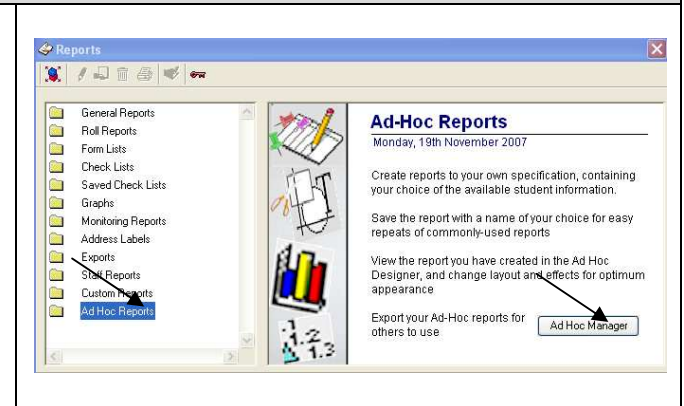 Reports
General Reports
Roll Reports
Form Lists
Check Lists
Saved Check Lists
Graphs
Monitoring Reports
Address Labels
Exports
Staff Reports
Custom Reports
Ad Hoc Reports
1.2
1.3
Ad-Hoc Reports
Monday, 19th November 2007
Create reports to your own specification, containing
your choice of the available student information.
Save the report with a name of your choice for easy
repeats of commonly-used reports
View the report you have created in the Ad Hoc
Designer, and change layout and effects for optimum
appearance
Export your Ad-Hoc reports for
others to use
Ad Hoc Manager